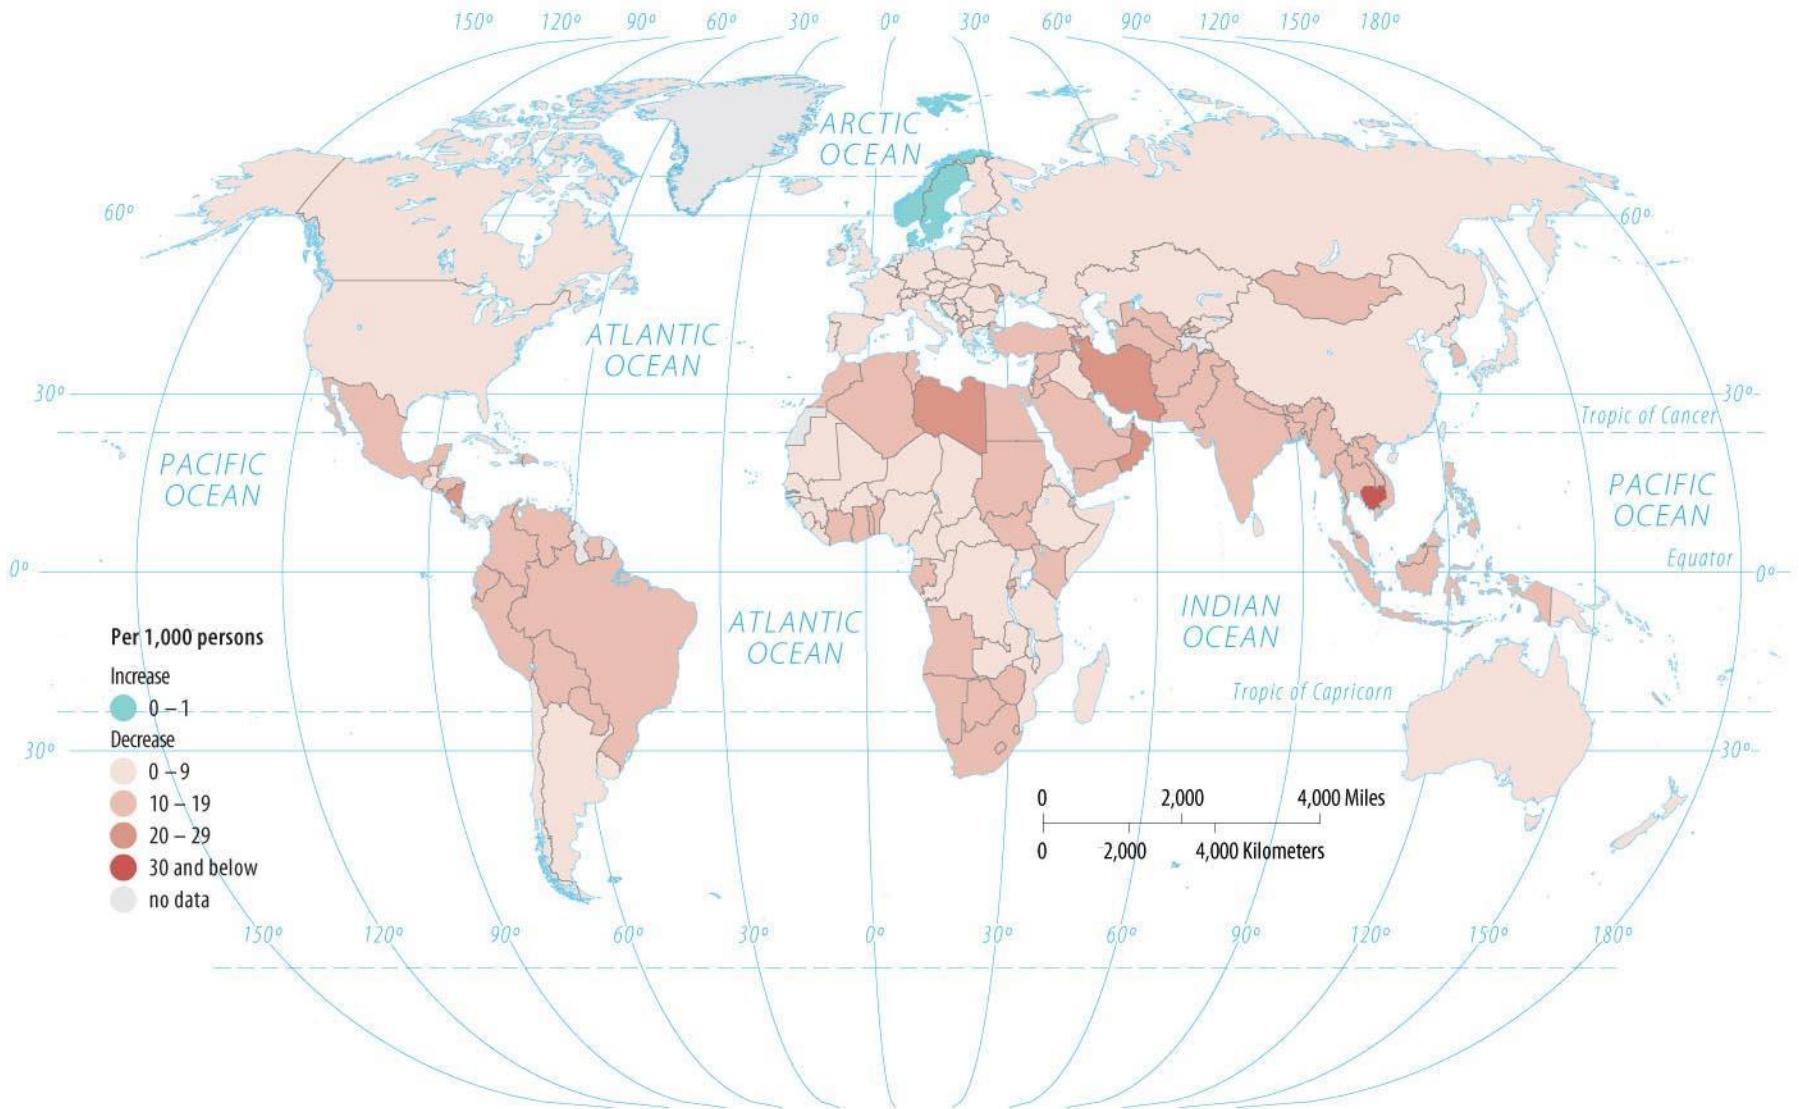 150º 120º 90º 60º 30º 0º 30º 60º 90º 120º 150º 180º
ARCTIC
OCEAN
60º 60º
ATLANTIC
OCEAN
30º 30º
Tropic of Cancer
PACIFIC
OCEAN
PACIFIC
OCEAN
Equator
0º 0º
ATLANTIC
OCEAN
INDIAN
OCEAN
Tropic of Capricorn
30º 30º
Per 1,000 persons
Increase
0 – 1
Decrease
0 – 9
10 – 19
20 – 29
30 and below
no data
0 2,000 4,000 Miles
0 2,000 4,000 Kilometers
150º 120º 90º 60º 30º 0º 30º 60º 90º 120º 150º 180º